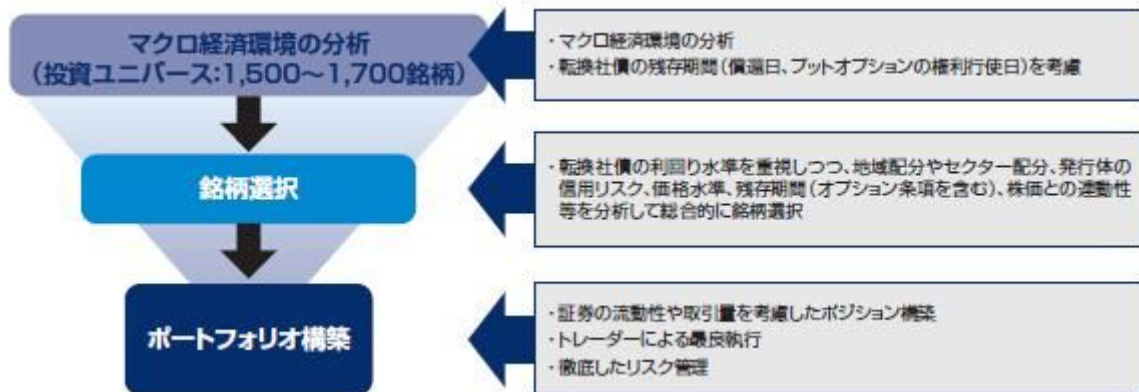 マクロ経済環境の分析
(投資ユニバース:1,500～1,700銘柄)
・マクロ経済環境の分析
・転換社債の残存期間(償還日、プットオプションの権利行使日)を考慮
銘柄選択
・転換社債の利回り水準を重視しつつ、地域配分やセクター配分、発行体の
信用リスク、価格水準、残存期間(オプション条項を含む)、株価との連動性
等を分析して総合的に銘柄選択
ポートフォリオ構築
・証券の流動性や取引量を考慮したポジション構築
・トレーダーによる最良執行
・徹底したリスク管理